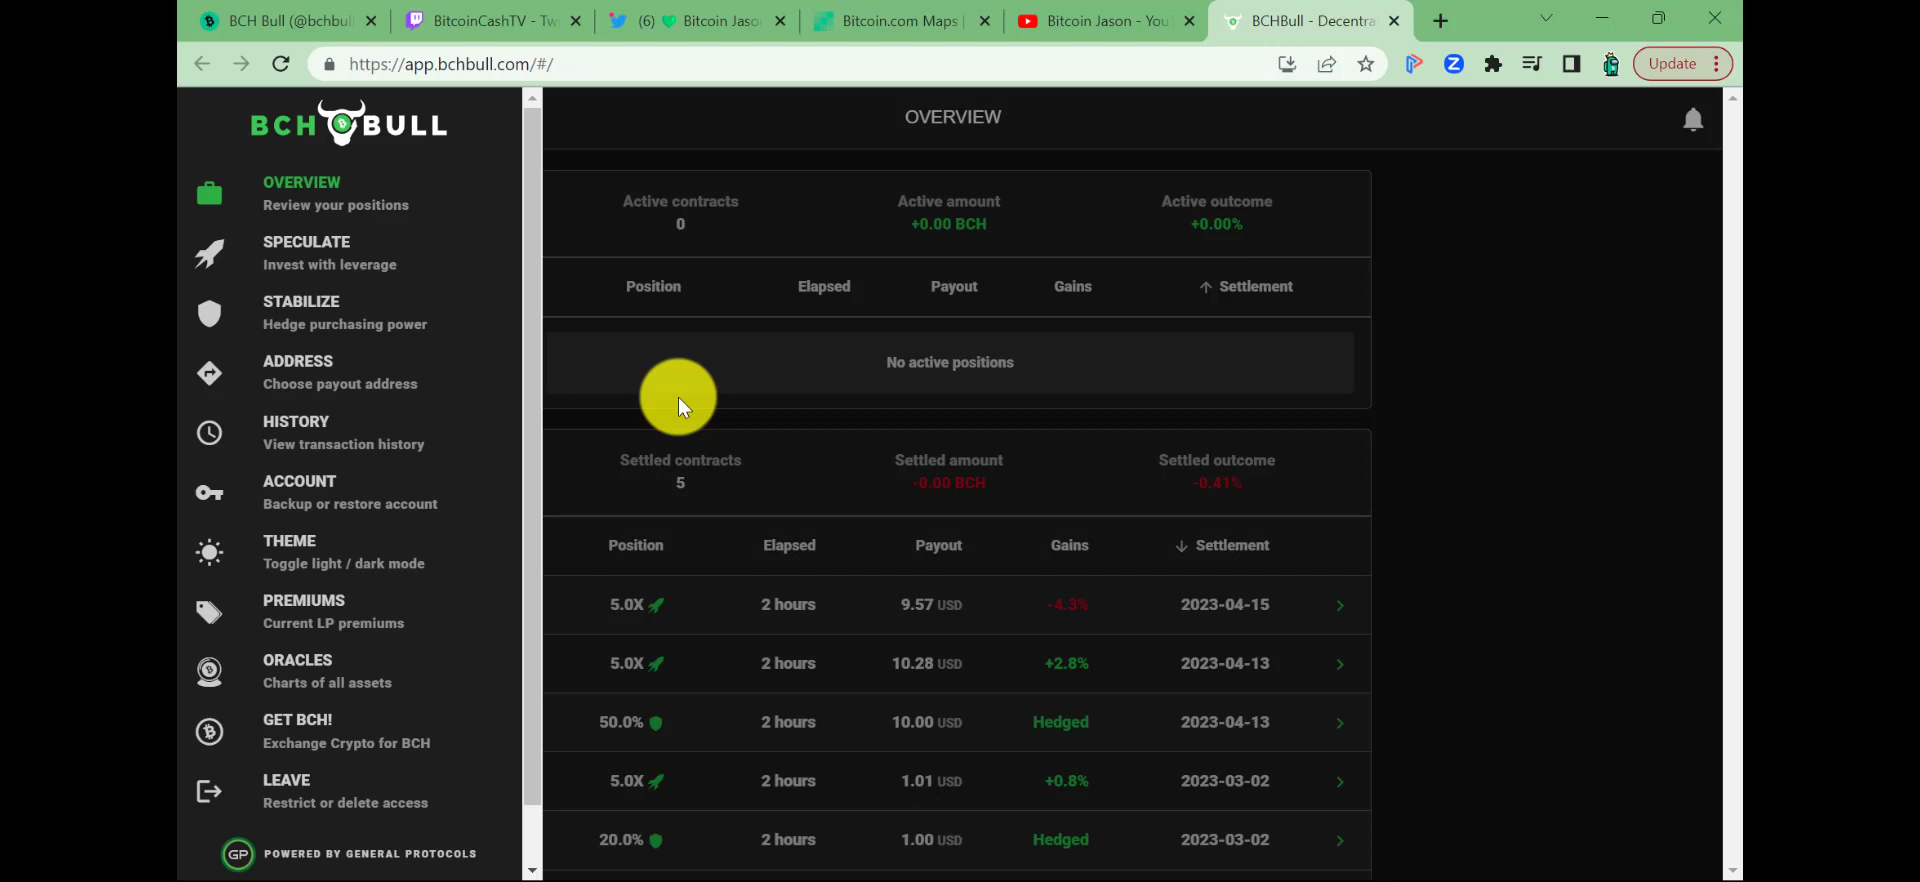 BCH Bull (@bchbull
BitcoinCashTV - Tw
(6) 💚 Bitcoin Jaso
Bitcoin.com Maps |
Bitcoin Jason - You
BCHBull - Decentra
https://app.bchbull.com/#/
Update
BCH BULL
OVERVIEW
Review your positions
SPECULATE
Invest with leverage
STABILIZE
Hedge purchasing power
ADDRESS
Choose payout address
HISTORY
View transaction history
ACCOUNT
Backup or restore account
THEME
Toggle light / dark mode
PREMIUMS
Current LP premiums
ORACLES
Charts of all assets
GET BCH!
Exchange Crypto for BCH
LEAVE
Restrict or delete access
GP POWERED BY GENERAL PROTOCOLS
OVERVIEW
Active contracts Active amount Active outcome
0 +0.00 BCH +0.00%
Position Elapsed Payout Gains ↑ Settlement
No active positions
Settled contracts Settled amount Settled outcome
5 -0.00 BCH -0.41%
Position Elapsed Payout Gains ↓ Settlement
5.0X 2 hours 9.57 USD -4.3% 2023-04-15
5.0X 2 hours 10.28 USD +2.8% 2023-04-13
50.0% 2 hours 10.00 USD Hedged 2023-04-13
5.0X 2 hours 1.01 USD +0.8% 2023-03-02
20.0% 2 hours 1.00 USD Hedged 2023-03-02